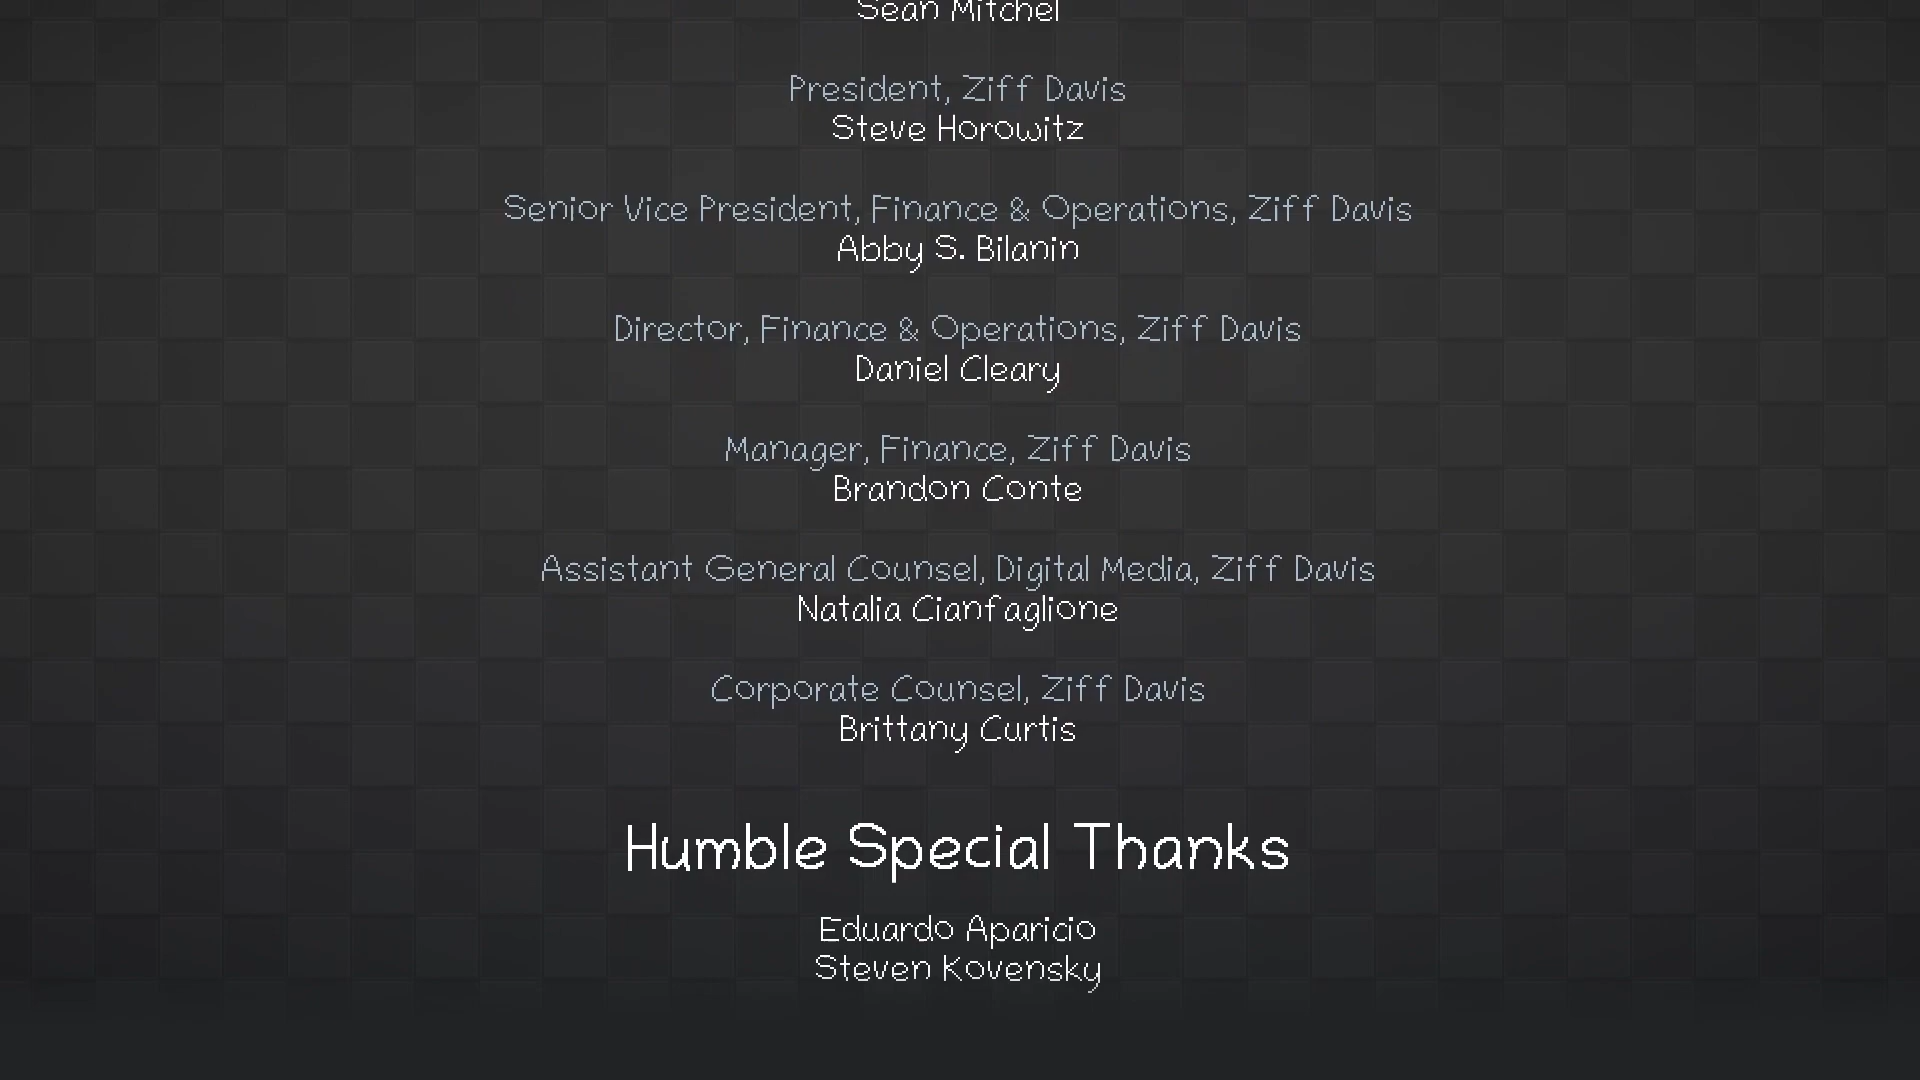 Sean Mitchel
President, Ziff Davis
Steve Horowitz
Senior Vice President, Finance & Operations, Ziff Davis
Abby S. Bilanin
Director, Finance & Operations, Ziff Davis
Daniel Cleary
Manager, Finance, Ziff Davis
Brandon Conte
Assistant General Counsel, Digital Media, Ziff Davis
Natalia Cianfaglione
Corporate Counsel, Ziff Davis
Brittany Curtis
Humble Special Thanks
Eduardo Aparicio
Steven Kovensky